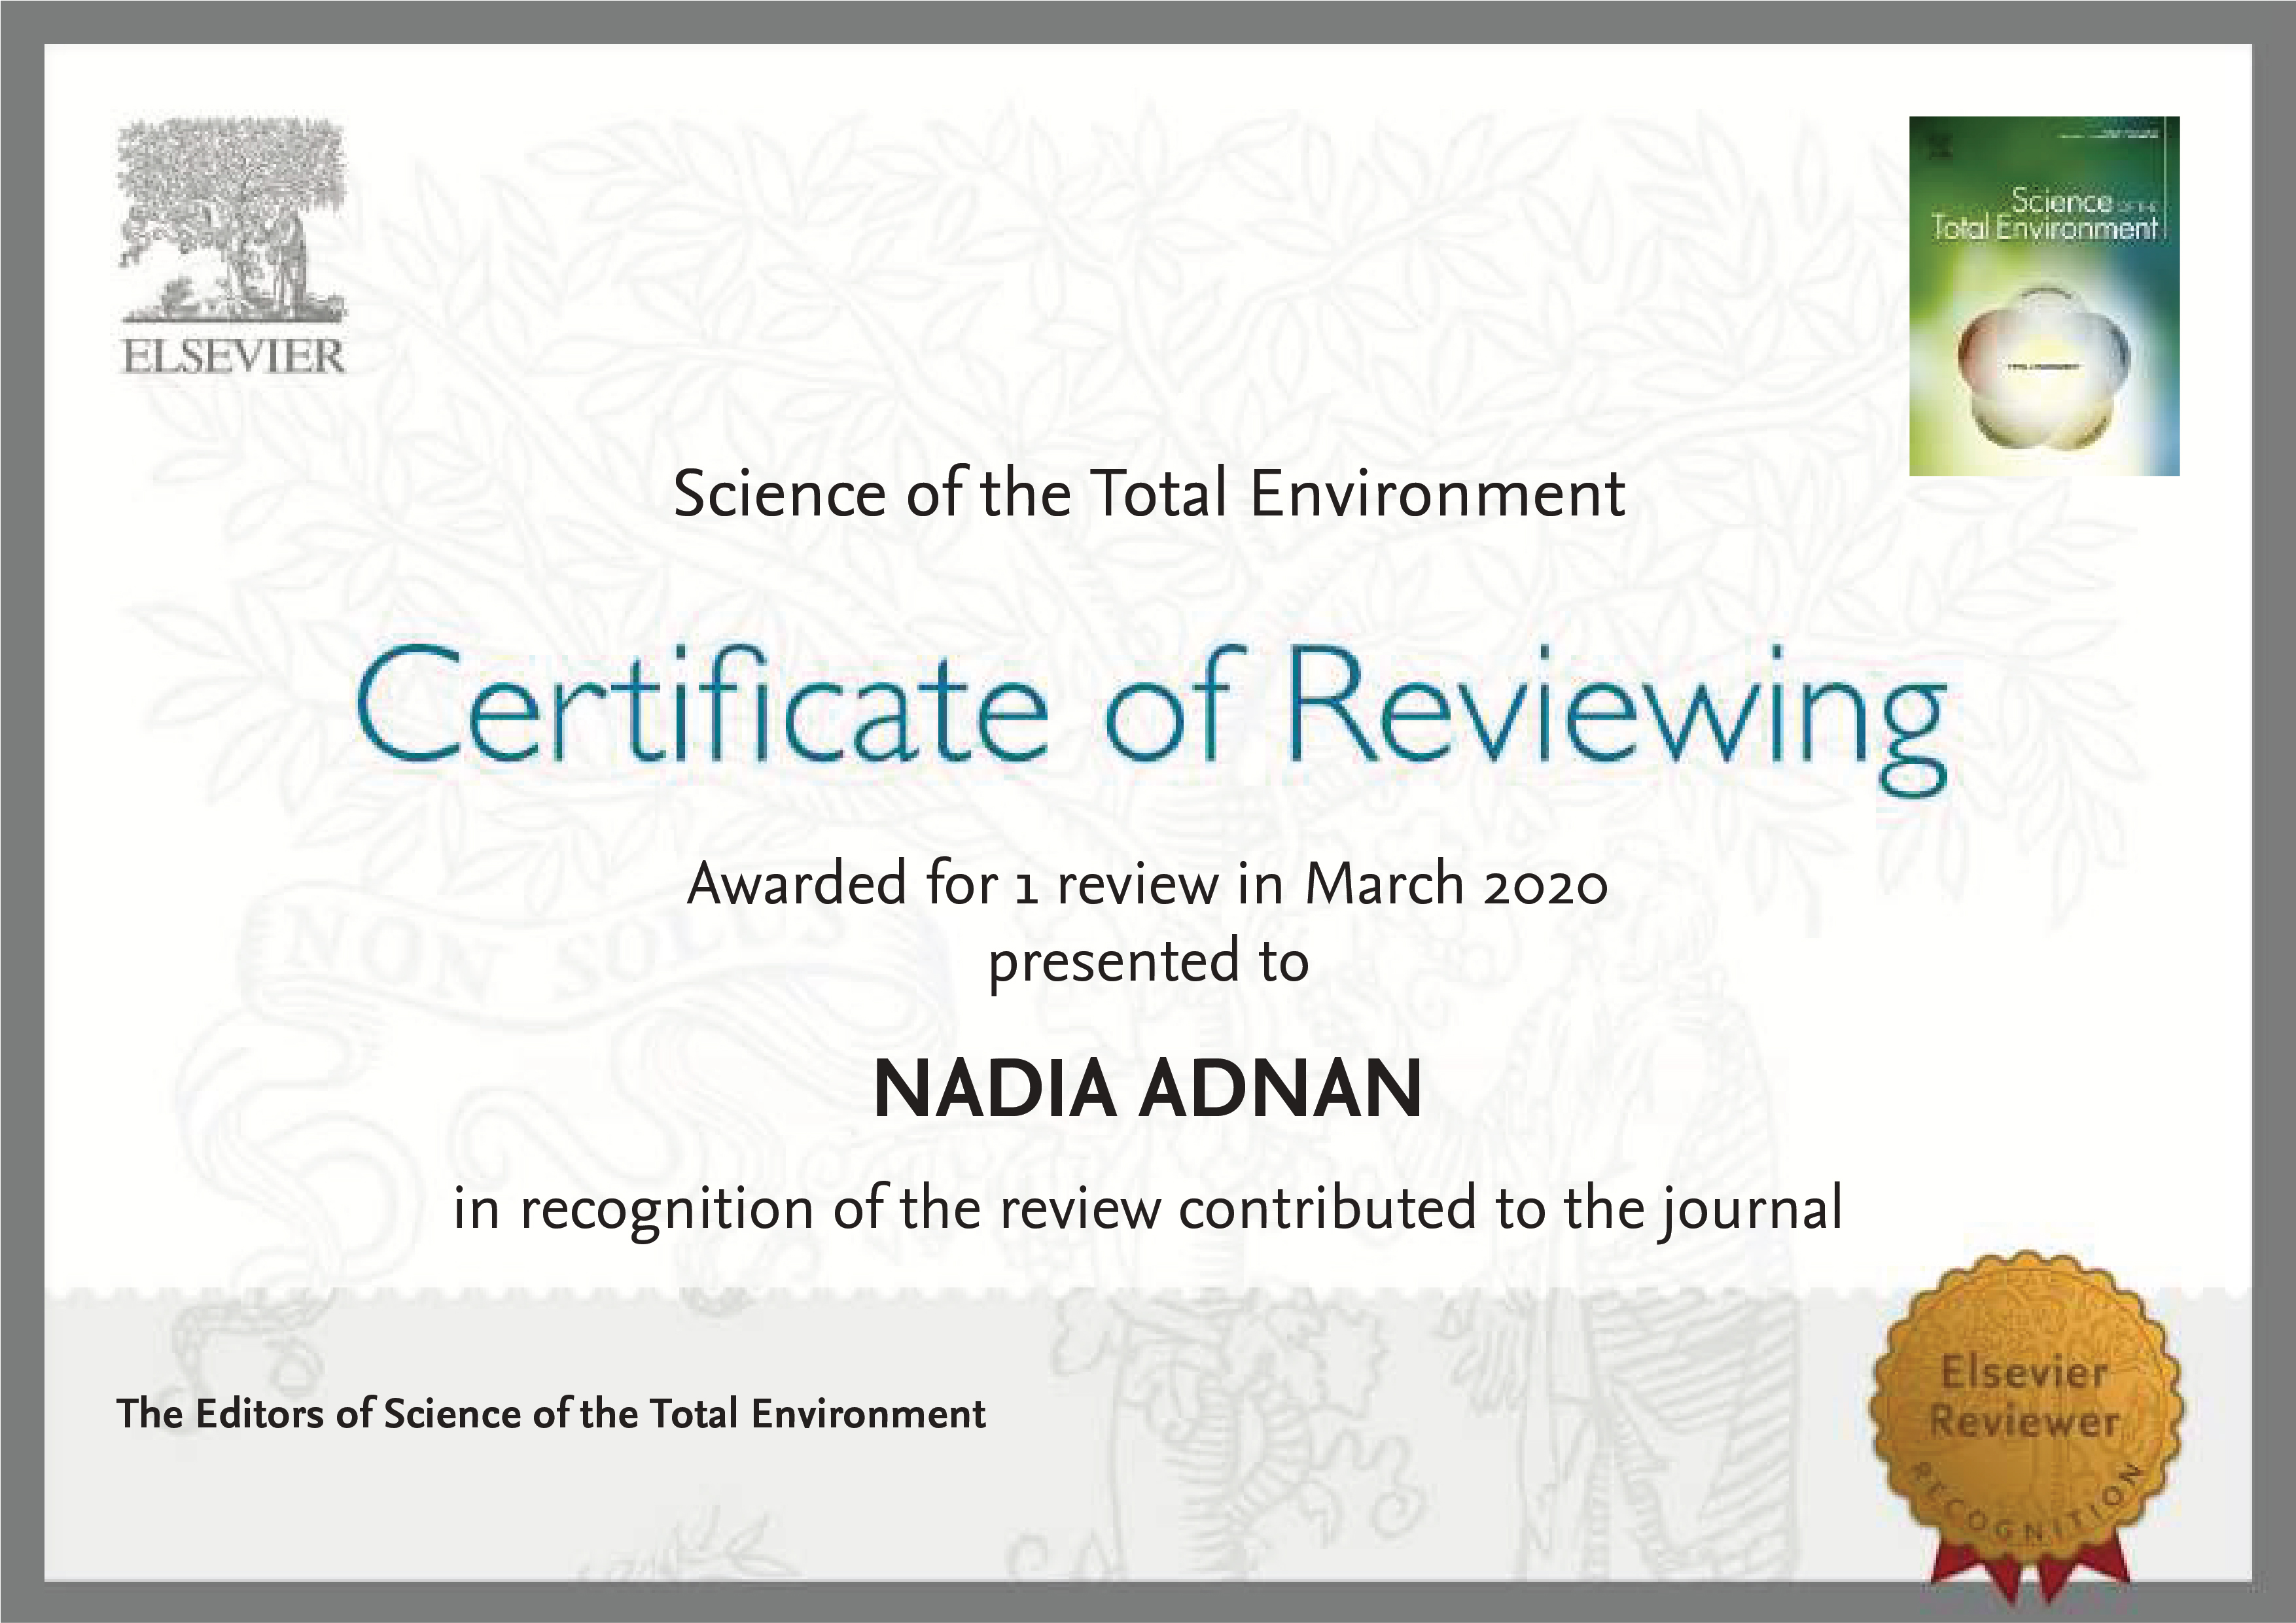 ELSEVIER
Science OF THE
Total Environment
Science of the Total Environment
Certificate of Reviewing
Awarded for 1 review in March 2020
presented to
NON SOLUS
NADIA ADNAN
in recognition of the review contributed to the journal
The Editors of Science of the Total Environment
Elsevier
Reviewer
RECOGNITION